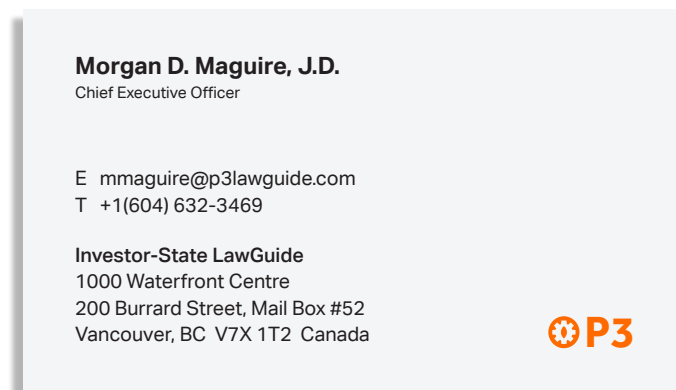 Morgan D. Maguire, J.D.
Chief Executive Officer
E mmaguire@p3lawguide.com
T +1(604) 632-3469
Investor-State LawGuide
1000 Waterfront Centre
200 Burrard Street, Mail Box #52
Vancouver, BC V7X 1T2 Canada
P3